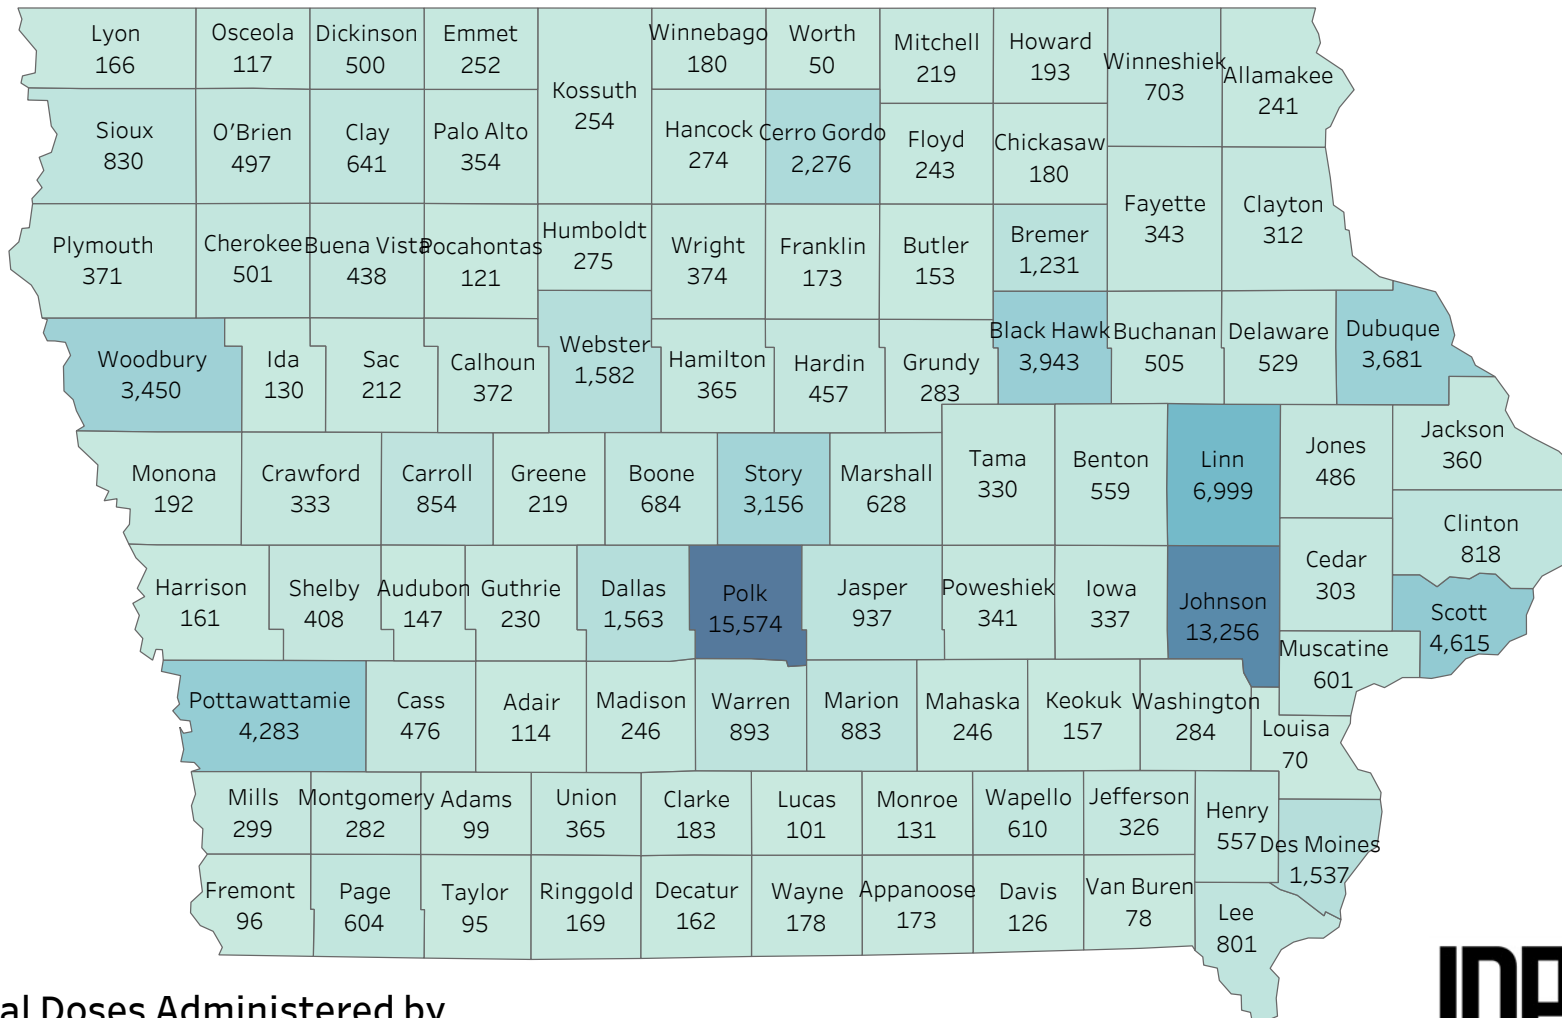 Lyon
166
Osceola
117
Dickinson
500
Emmet
252
Kossuth
254
Winnebago
180
Worth
50
Mitchell
219
Howard
193
Winneshiek
703
Allamakee
241
Sioux
830
O'Brien
497
Clay
641
Palo Alto
354
Hancock
274
Cerro Gordo
2,276
Floyd
243
Chickasaw
180
Fayette
343
Clayton
312
Plymouth
371
Cherokee
501
Buena Vista
438
Pocahontas
121
Humboldt
275
Wright
374
Franklin
173
Butler
153
Bremer
1,231
Woodbury
3,450
Ida
130
Sac
212
Calhoun
372
Webster
1,582
Hamilton
365
Hardin
457
Grundy
283
Black Hawk
3,943
Buchanan
505
Delaware
529
Dubuque
3,681
Monona
192
Crawford
333
Carroll
854
Greene
219
Boone
684
Story
3,156
Marshall
628
Tama
330
Benton
559
Linn
6,999
Jones
486
Jackson
360
Clinton
818
Harrison
161
Shelby
408
Audubon
147
Guthrie
230
Dallas
1,563
Polk
15,574
Jasper
937
Poweshiek
341
Iowa
337
Johnson
13,256
Cedar
303
Scott
4,615
Muscatine
601
Pottawattamie
4,283
Cass
476
Adair
114
Madison
246
Warren
893
Marion
883
Mahaska
246
Keokuk
157
Washington
284
Louisa
70
Mills
299
Montgomery
282
Adams
99
Union
365
Clarke
183
Lucas
101
Monroe
131
Wapello
610
Jefferson
326
Henry
557
Des Moines
1,537
Fremont
96
Page
604
Taylor
95
Ringgold
169
Decatur
162
Wayne
178
Appanoose
173
Davis
126
Van Buren
78
Lee
801
al Doses Administered by